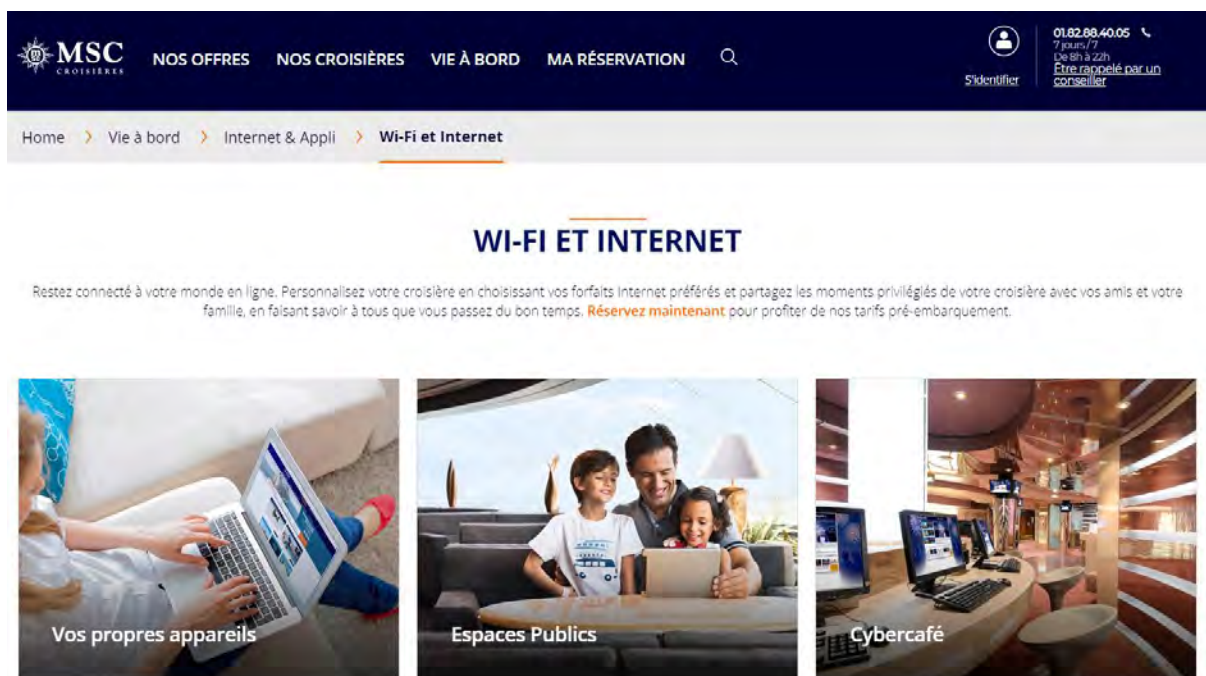 MSC
CROISIÈRES
NOS OFFRES
NOS CROISIÈRES
VIE À BORD
MA RÉSERVATION
S'identifier
01.82.88.40.05
7 jours/7
De 8h à 22h
Être rappelé par un
conseiller
Home > Vie à bord > Internet & Appli > Wi-Fi et Internet
WI-FI ET INTERNET
Restez connecté à votre monde en ligne. Personnalisez votre croisière en choisissant vos forfaits Internet préférés et partagez les moments privilégiés de votre croisière avec vos amis et votre
famille, en faisant savoir à tous que vous passez du bon temps. Réservez maintenant pour profiter de nos tarifs pré-embarquement.
Vos propres appareils
Espaces Publics
Cybercafé